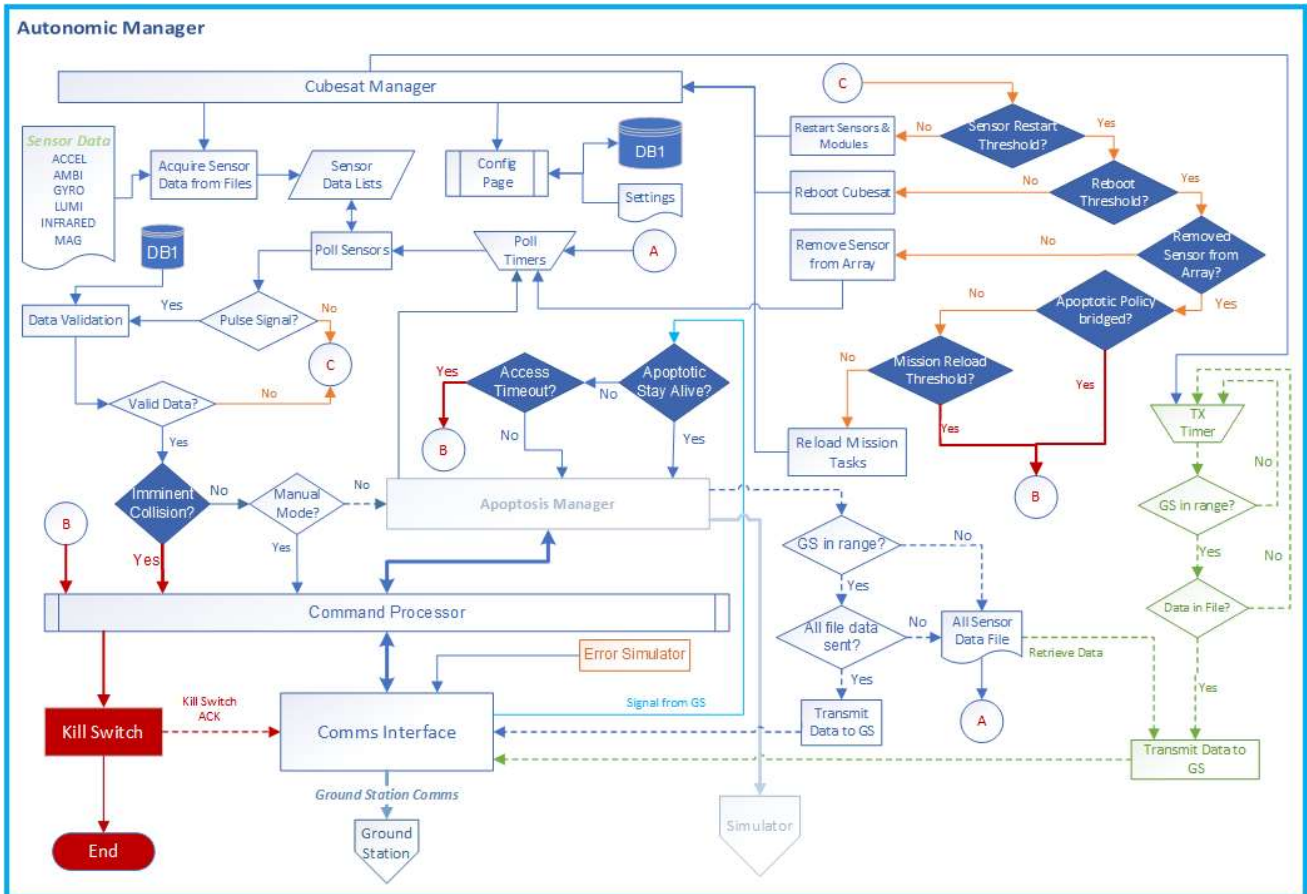 Autonomic Manager
Cubesat Manager
C
Sensor Data
ACCEL
AMBI
GYRO
LUMI
INFRARED
MAG
Acquire Sensor
Data from Files
Sensor
Data Lists
Config
Page
DB1
Settings
Restart Sensors &
Modules
No
Sensor Restart
Threshold?
Yes
Reboot Cubesat
No
Reboot
Threshold?
Yes
DB1
Poll Sensors
Poll
Timers
A
Remove Sensor
from Array
No
Removed
Sensor from
Array?
Yes
Data Validation
Yes
Pulse Signal?
No
C
No
Apoptotic Policy
bridged?
Yes
Access
Timeout?
Yes
No
Apoptotic
Stay Alive?
No
Yes
B
No
Mission Reload
Threshold?
Yes
Valid Data?
No
Yes
Reload Mission
Tasks
B
TX
Timer
No
Imminent
Collision?
No
Manual
Mode?
No
Apoptosis Manager
GS in range?
Yes
No
B
Yes
Yes
GS in range?
No
Yes
Data in File?
Yes
Command Processor
All file data
sent?
No
Yes
All Sensor
Data File
Retrieve Data
Error Simulator
Kill Switch
Kill Switch
ACK
Comms Interface
Signal from GS
Transmit
Data to GS
A
Transmit Data to
GS
Ground Station Comms
Ground
Station
Simulator
End